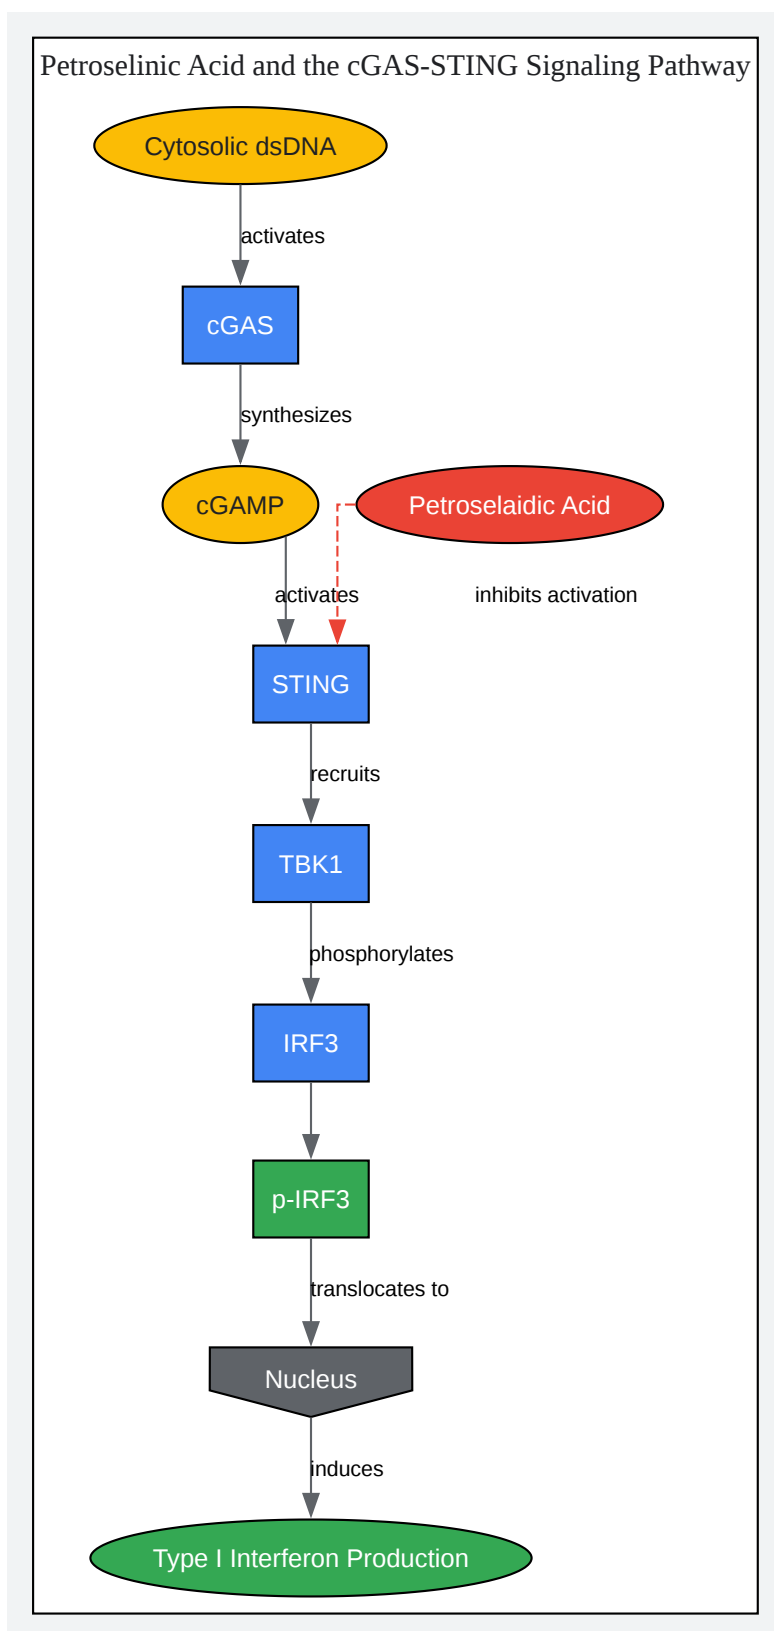 Petroselinic Acid and the cGAS-STING Signaling Pathway
Cytosolic dsDNA
activates
cGAS
synthesizes
cGAMP
Petroselaidic Acid
activates
inhibits activation
STING
recruits
TBK1
phosphorylates
IRF3
p-IRF3
translocates to
Nucleus
induces
Type I Interferon Production